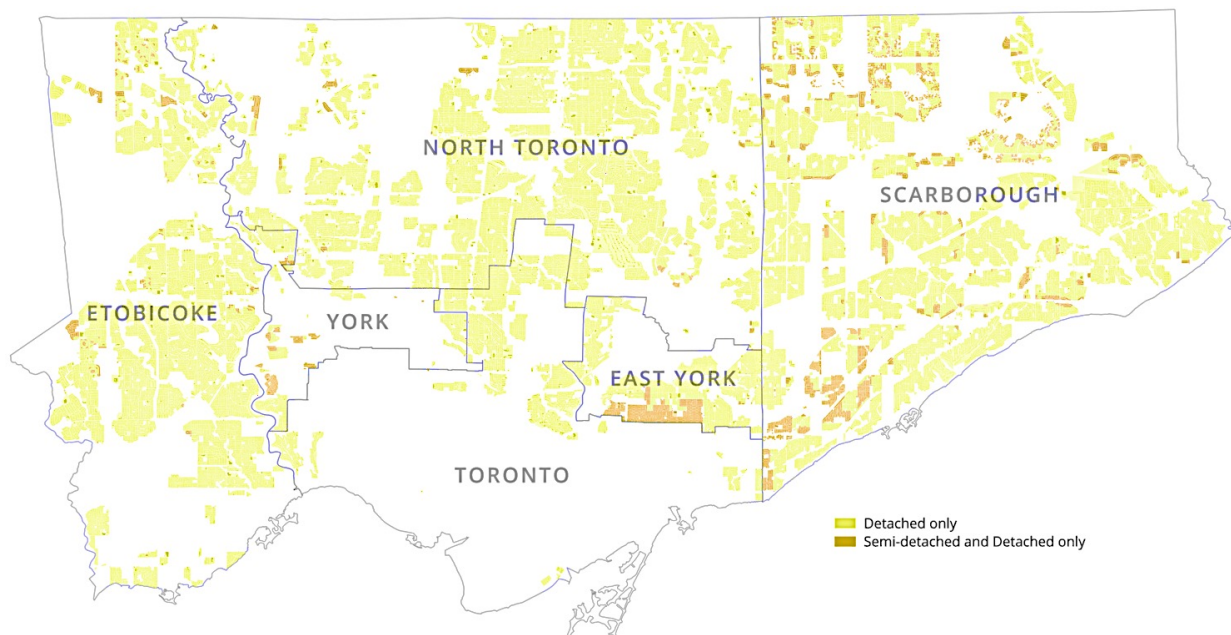 NORTH TORONTO
SCARBOROUGH
ETOBICOKE
YORK
EAST YORK
TORONTO
Detached only
Semi-detached and Detached only